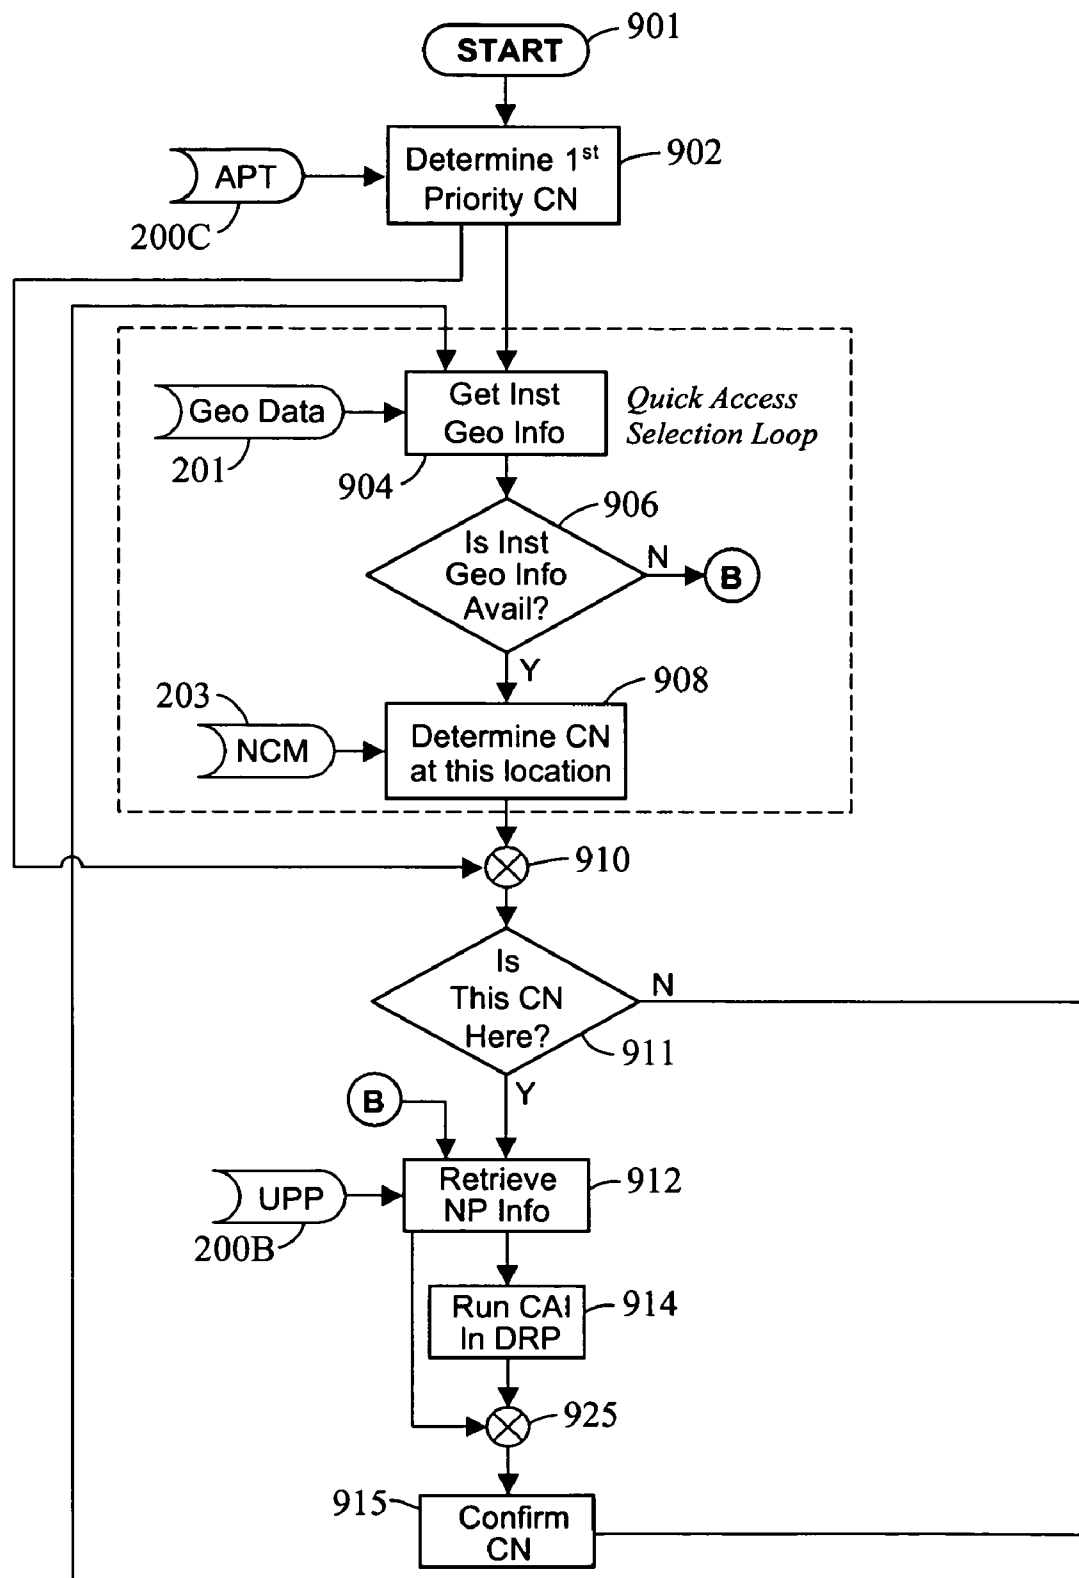 START
901
Determine 1st
Priority CN
902
APT
200C
Geo Data
201
Get Inst
Geo Info
904
Quick Access
Selection Loop
906
Is Inst
Geo Info
Avail?
N
B
Y
203
NCM
908
Determine CN
at this location
910
Is
This CN
Here?
N
911
Y
B
UPP
200B
Retrieve
NP Info
912
Run CAI
In DRP
914
925
915
Confirm
CN